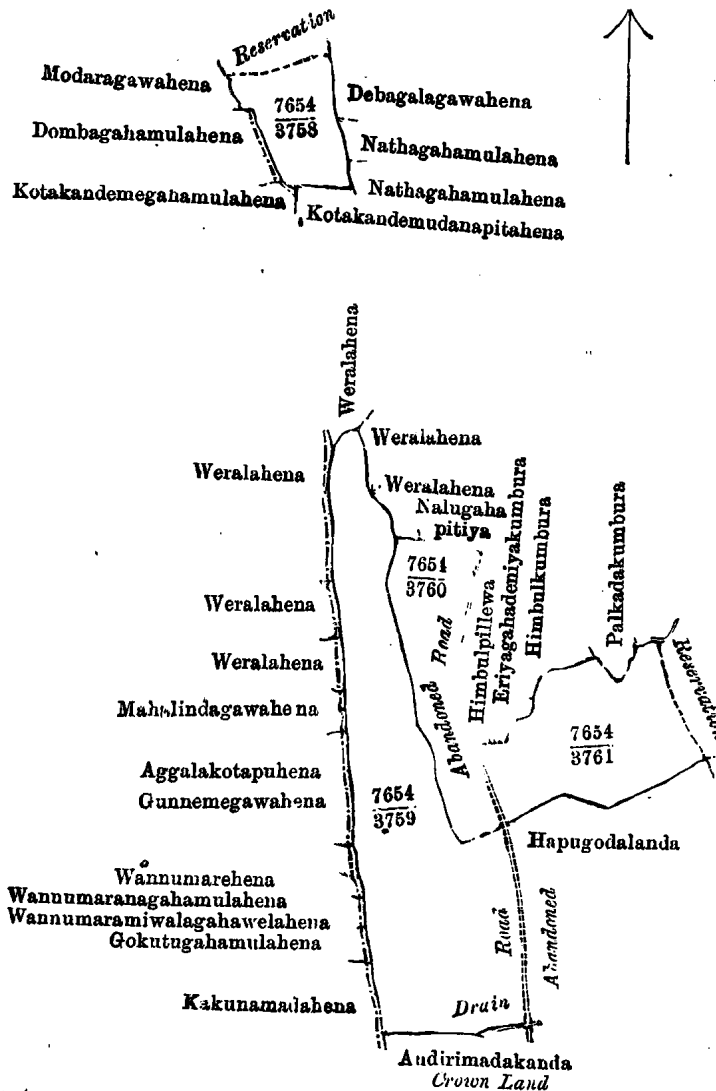 Reservation
Modaragawahena
7654
3758
Debagalagawahena
Dombagahamulahena
Nathagahamulahena
Kotakandemegahamulahena
Nathagahamulahena
Kotakandemudanapitahena
Weralahena
Weralahena
Weralahena
Weralahena
Nalugaha
pitiya
7654
3760
Himbulpillewa
Eriyagahadeniyakumbura
Himbulkumbura
Palkadakumbura
Reservation
Abandoned Road
Weralahena
Weralahena
7654
3761
Aggalakotapuhena
Gunnemegawahena
7654
3759
Hapugodalanda
Wannumarehena
Wannumaranagahamulahena
Wannumaramiwalagahawelahena
Gokutugahamulahena
Road
Abandoned
Kakunamadahena
Drain
Audirimadakanda
Crown Land